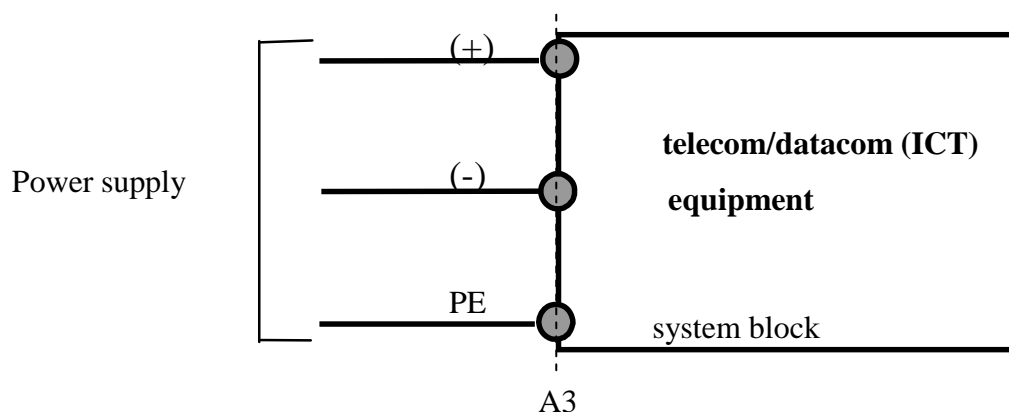 (+)
telecom/datacom (ICT)
Power supply
(-)
equipment
PE
system block
A3